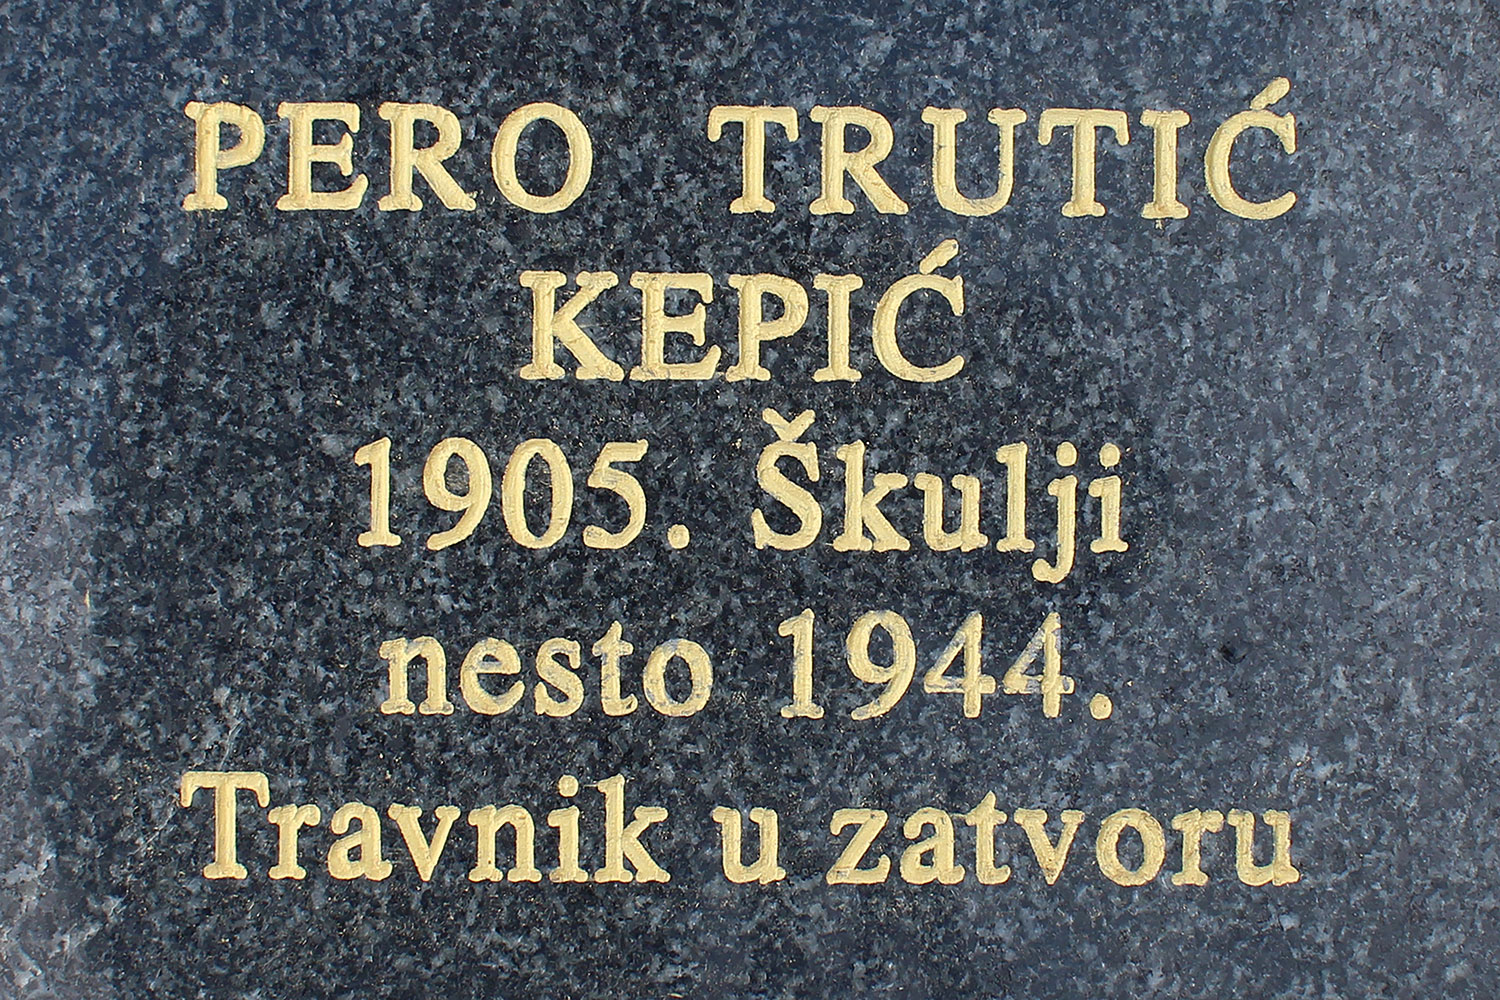 PERO TRUTIĆ
KEPIĆ
1905. Škulji
nesto 1944.
Travnik u zatvoru